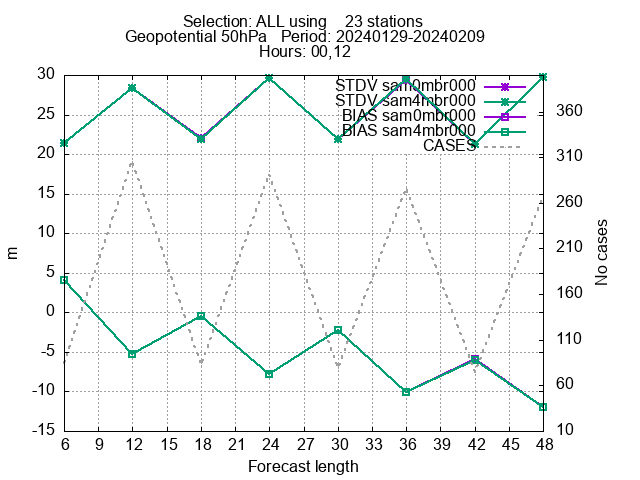 Selection: ALL using    23 stations
Geopotential 50hPa   Period: 20240129-20240209
Hours: 00,12
STDV sam0mbr000
STDV sam4mbr000
BIAS sam0mbr000
BIAS sam4mbr000
CASES
30
25
20
15
10
5
0
-5
-10
-15
m
360
310
260
210
160
110
60
10
No cases
6 9 12 15 18 21 24 27 30 33 36 39 42 45 48
Forecast length